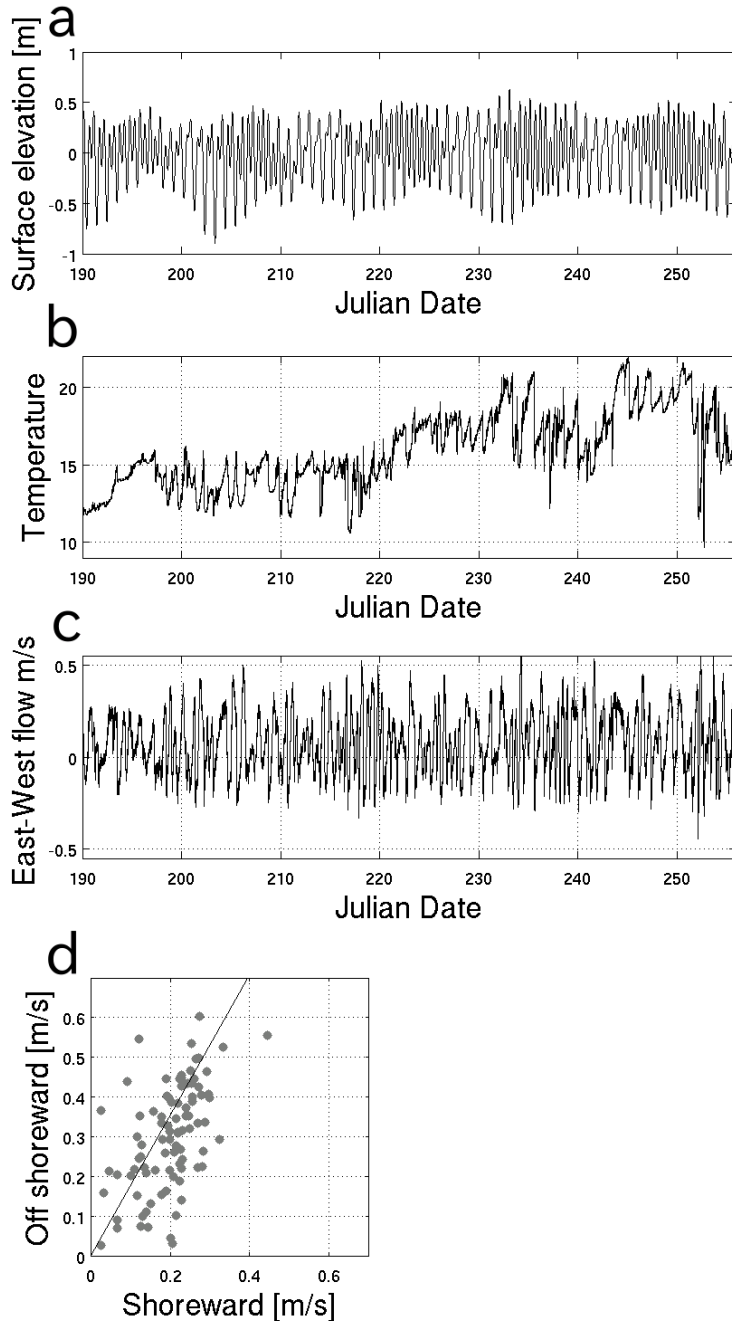 a
Surface elevation [m]
1
0.5
0
-0.5
-1
190 200 210 220 230 240 250
Julian Date
b
Temperature
20
15
10
190 200 210 220 230 240 250
Julian Date
c
East-West flow m/s
0.5
0
-0.5
190 200 210 220 230 240 250
Julian Date
d
Off shoreward [m/s]
0.6
0.5
0.4
0.3
0.2
0.1
0
0 0.2 0.4 0.6
Shoreward [m/s]